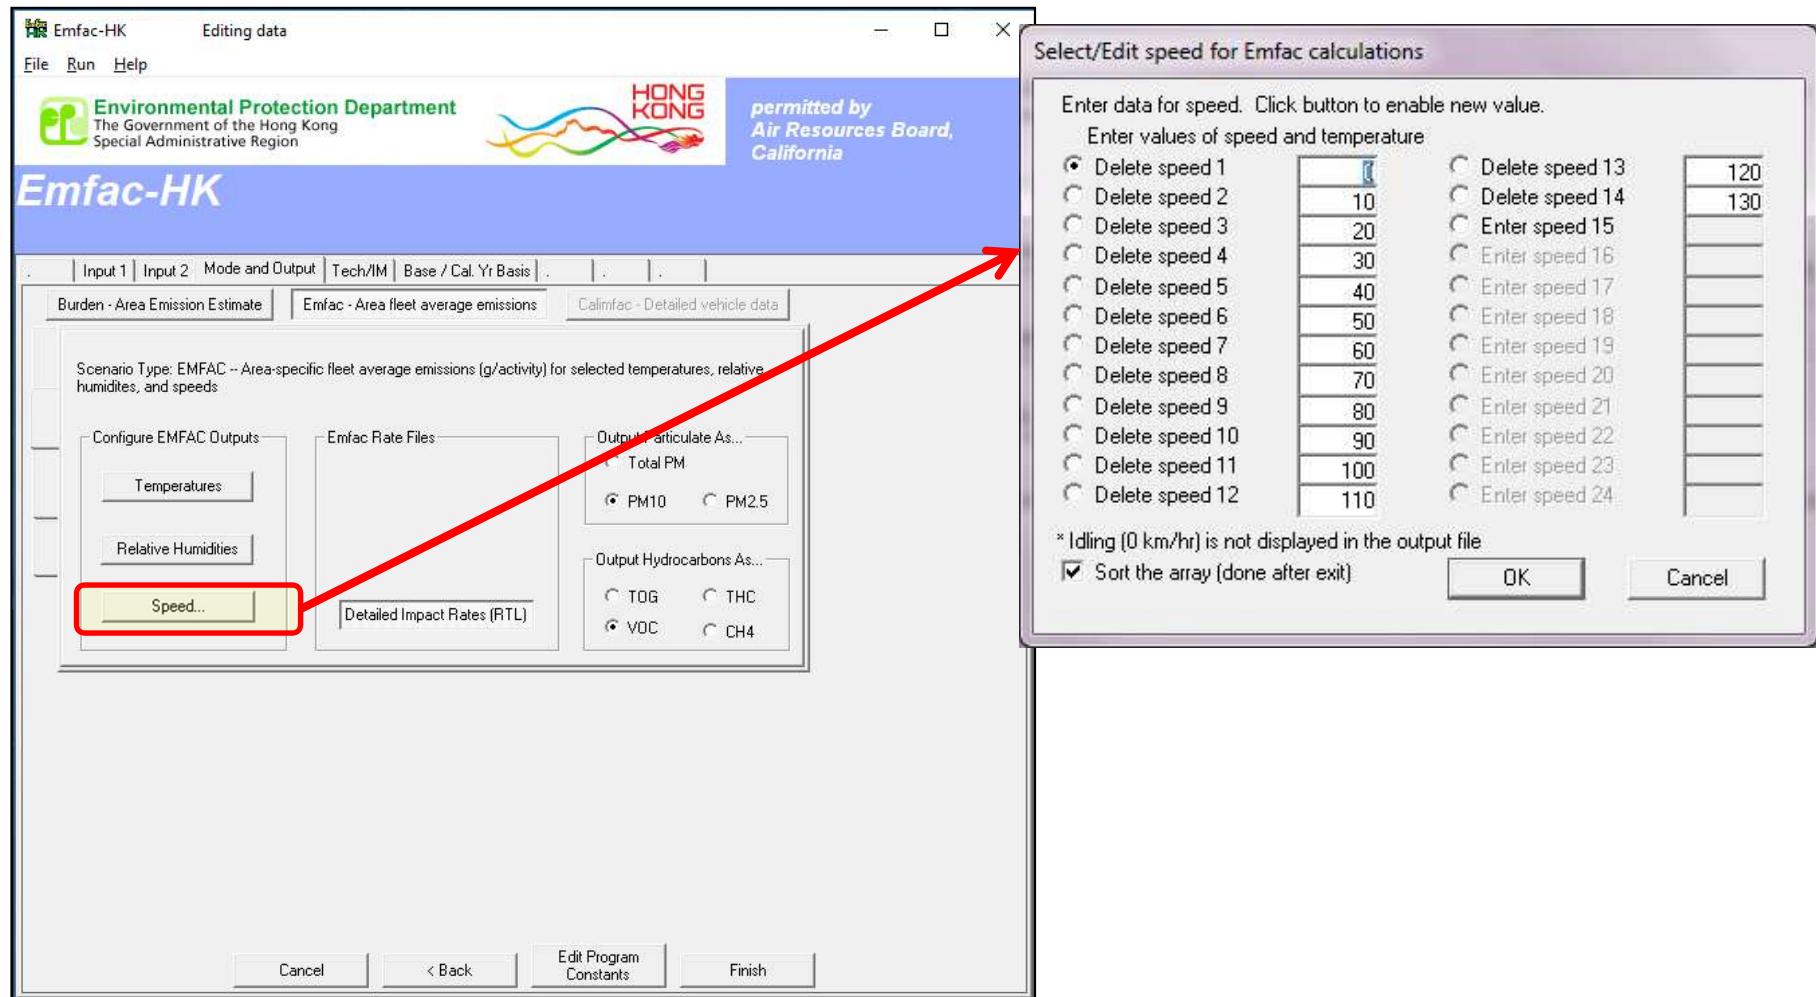 Emfac-HK Editing data
File Run Help
Environmental Protection Department
The Government of the Hong Kong
Special Administrative Region
HONG
KONG
permitted by
Air Resources Board,
California
Emfac-HK
. Input 1 Input 2 Mode and Output Tech/IM Base / Cal. Yr Basis . . .
Burden - Area Emission Estimate Emfac - Area fleet average emissions Calimfac - Detailed vehicle data
Scenario Type: EMFAC -- Area-specific fleet average emissions (g/activity) for selected temperatures, relative
humidites, and speeds
Configure EMFAC Outputs
Temperatures
Relative Humidities
Speed...
Emfac Rate Files
Detailed Impact Rates (RTL)
Output Particulate As...
Total PM
PM10 PM2.5
Output Hydrocarbons As...
TOG THC
VOC CH4
Cancel < Back Edit Program Constants Finish
Select/Edit speed for Emfac calculations
Enter data for speed. Click button to enable new value.
Enter values of speed and temperature
Delete speed 1 0 Delete speed 13 120
Delete speed 2 10 Delete speed 14 130
Delete speed 3 20 Enter speed 15
Delete speed 4 30 Enter speed 16
Delete speed 5 40 Enter speed 17
Delete speed 6 50 Enter speed 18
Delete speed 7 60 Enter speed 19
Delete speed 8 70 Enter speed 20
Delete speed 9 80 Enter speed 21
Delete speed 10 90 Enter speed 22
Delete speed 11 100 Enter speed 23
Delete speed 12 110 Enter speed 24
* Idling (0 km/hr) is not displayed in the output file
Sort the array (done after exit) OK Cancel